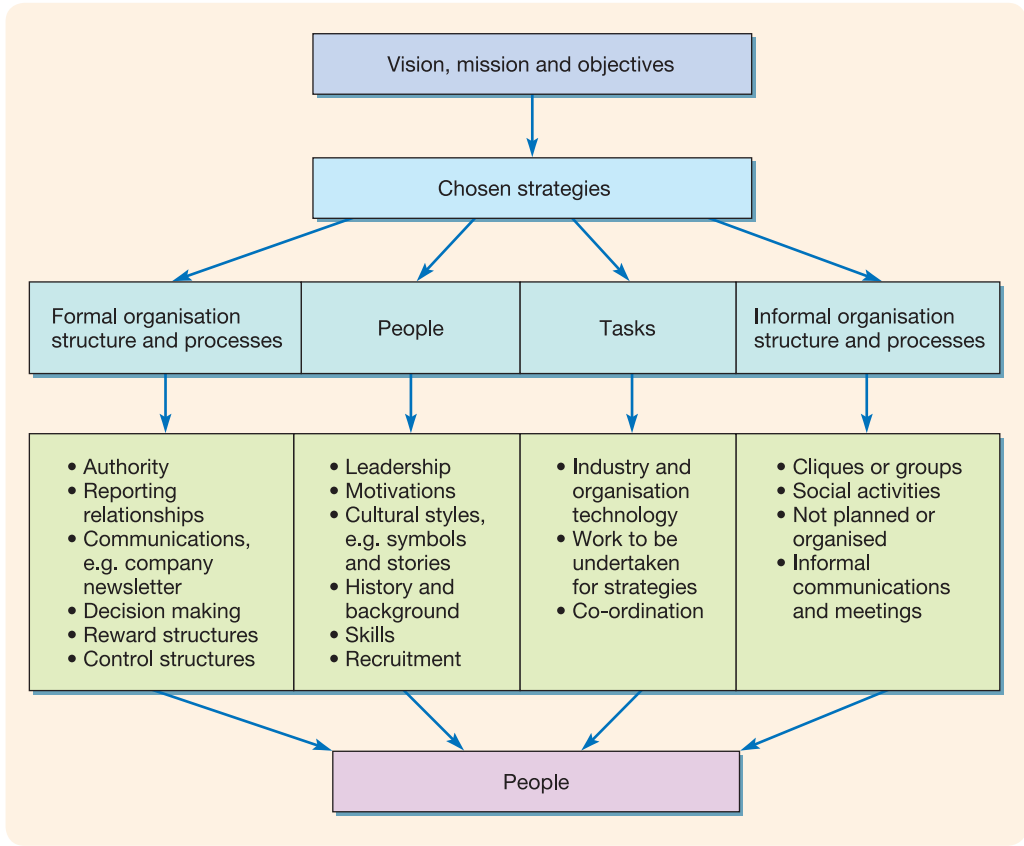 Vision, mission and objectives
Chosen strategies
Formal organisation
structure and processes
People
Tasks
Informal organisation
structure and processes
• Authority
• Reporting
relationships
• Communications,
e.g. company
newsletter
• Decision making
• Reward structures
• Control structures
• Leadership
• Motivations
• Cultural styles,
e.g. symbols
and stories
• History and
background
• Skills
• Recruitment
• Industry and
organisation
technology
• Work to be
undertaken
for strategies
• Co-ordination
• Cliques or groups
• Social activities
• Not planned or
organised
• Informal
communications
and meetings
People